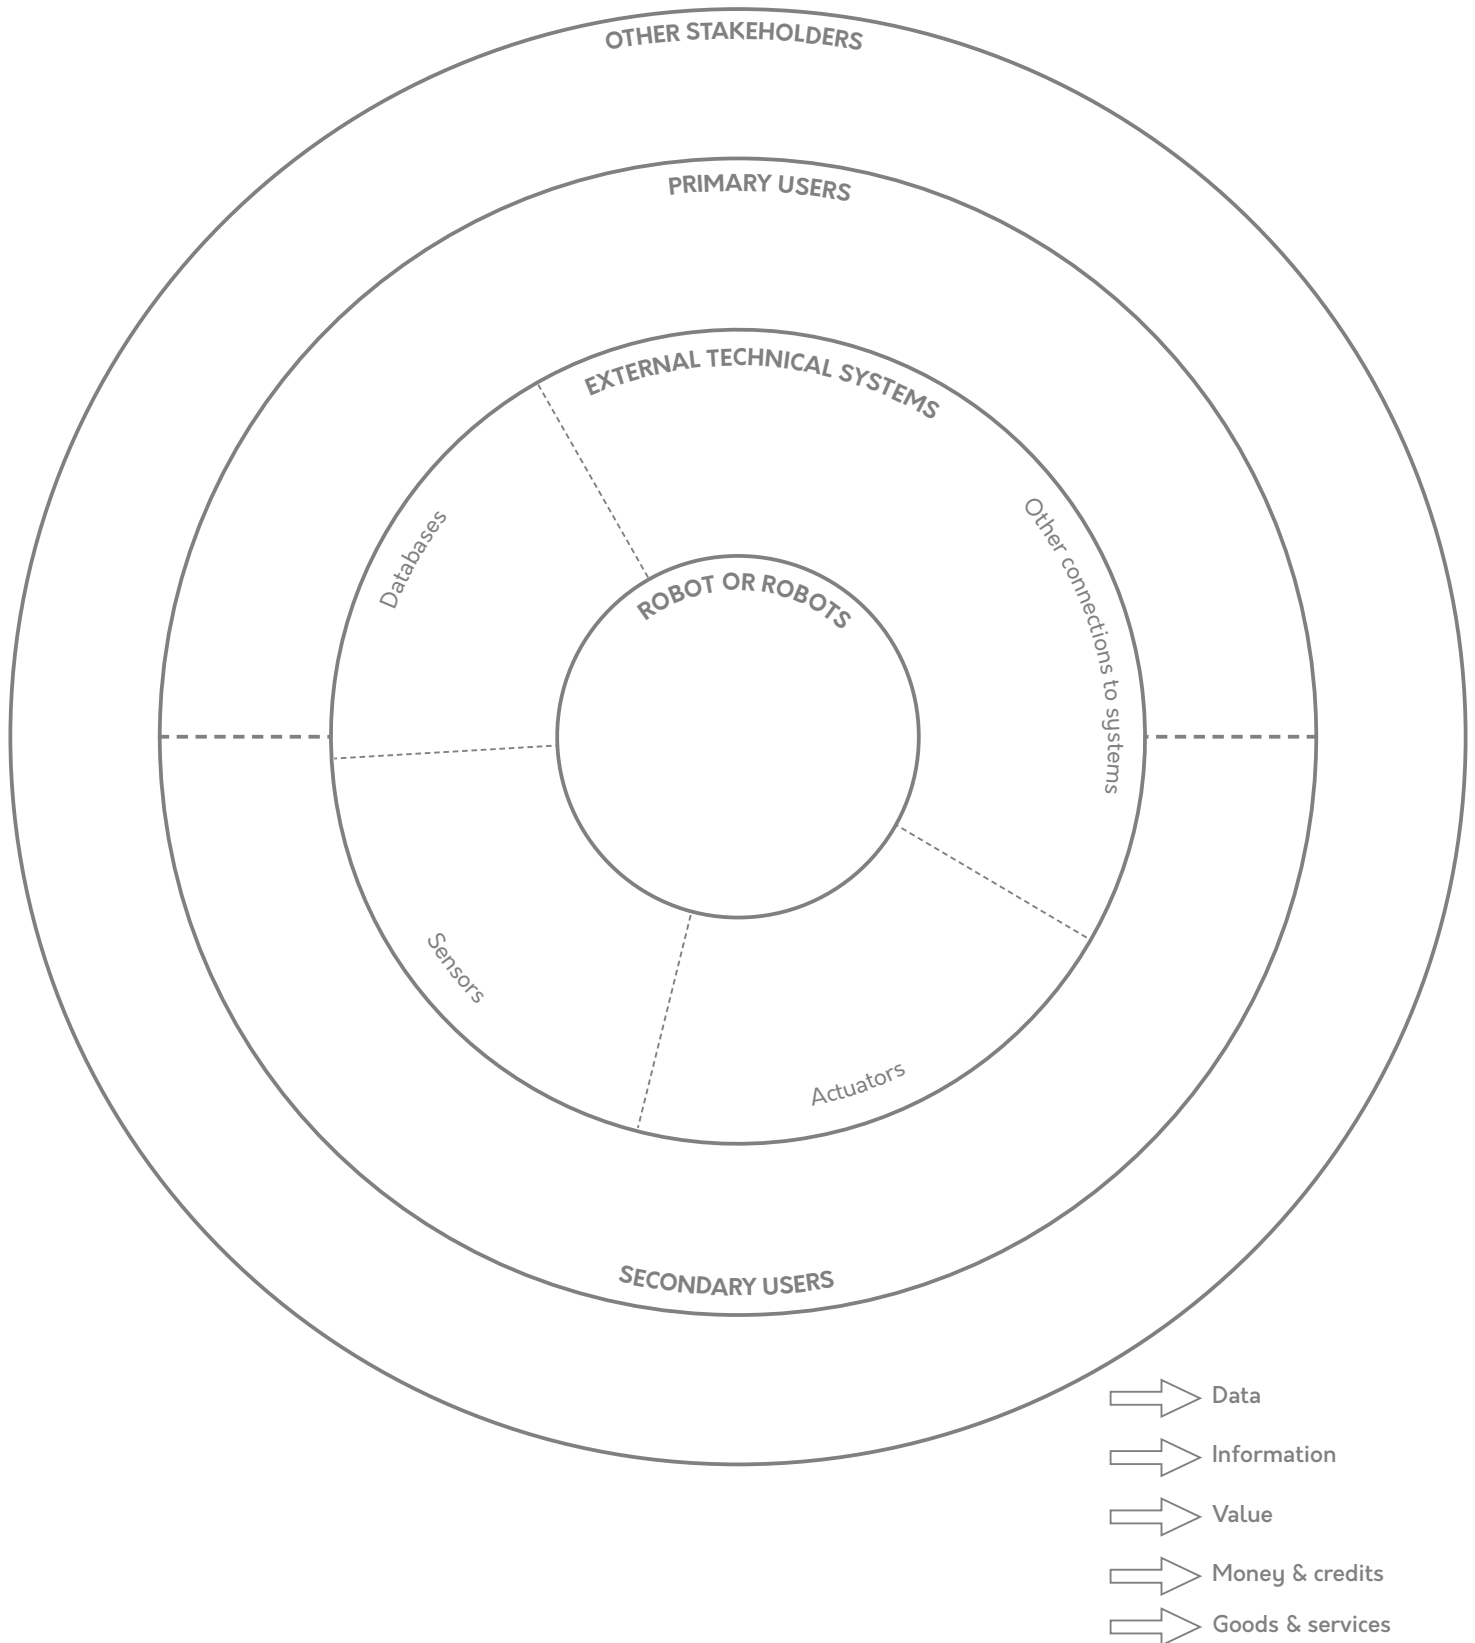 OTHER STAKEHOLDERS
PRIMARY USERS
EXTERNAL TECHNICAL SYSTEMS
Databases
Other connections to systems
ROBOT OR ROBOTS
Sensors
Actuators
SECONDARY USERS
Data
Information
Value
Money & credits
Goods & services